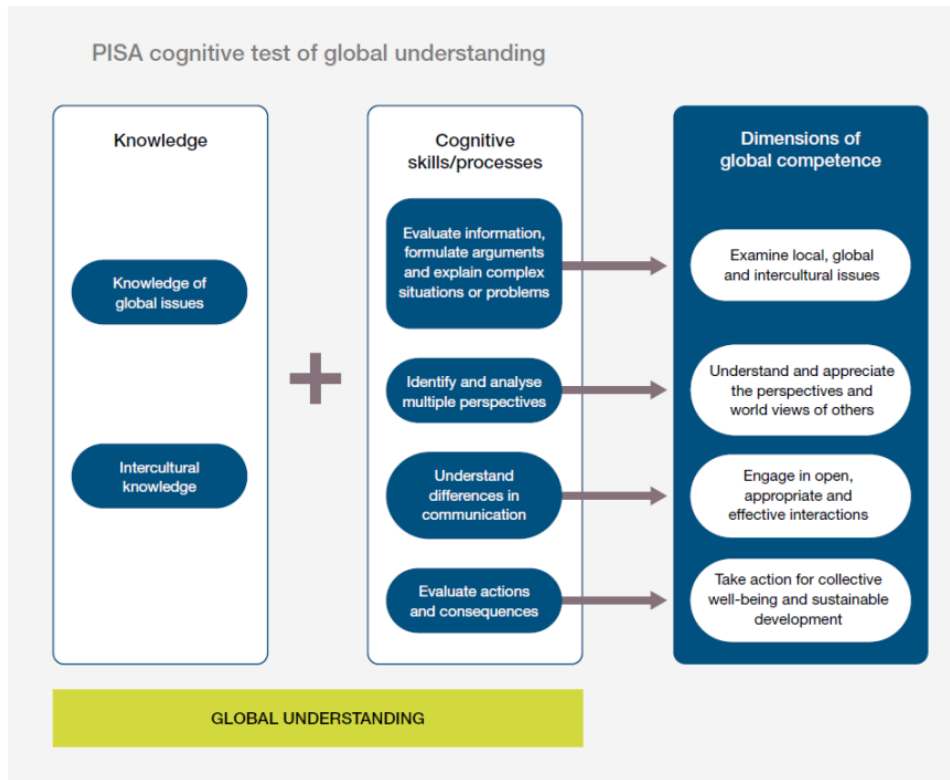 PISA cognitive test of global understanding
Knowledge
Knowledge of
global issues
Intercultural
knowledge
+
Cognitive
skills/processes
Evaluate information,
formulate arguments
and explain complex
situations or problems
Identify and analyse
multiple perspectives
Understand
differences in
communication
Evaluate actions
and consequences
Dimensions of
global competence
Examine local, global
and intercultural issues
Understand and appreciate
the perspectives and
world views of others
Engage in open,
appropriate and
effective interactions
Take action for collective
well-being and sustainable
development
GLOBAL UNDERSTANDING